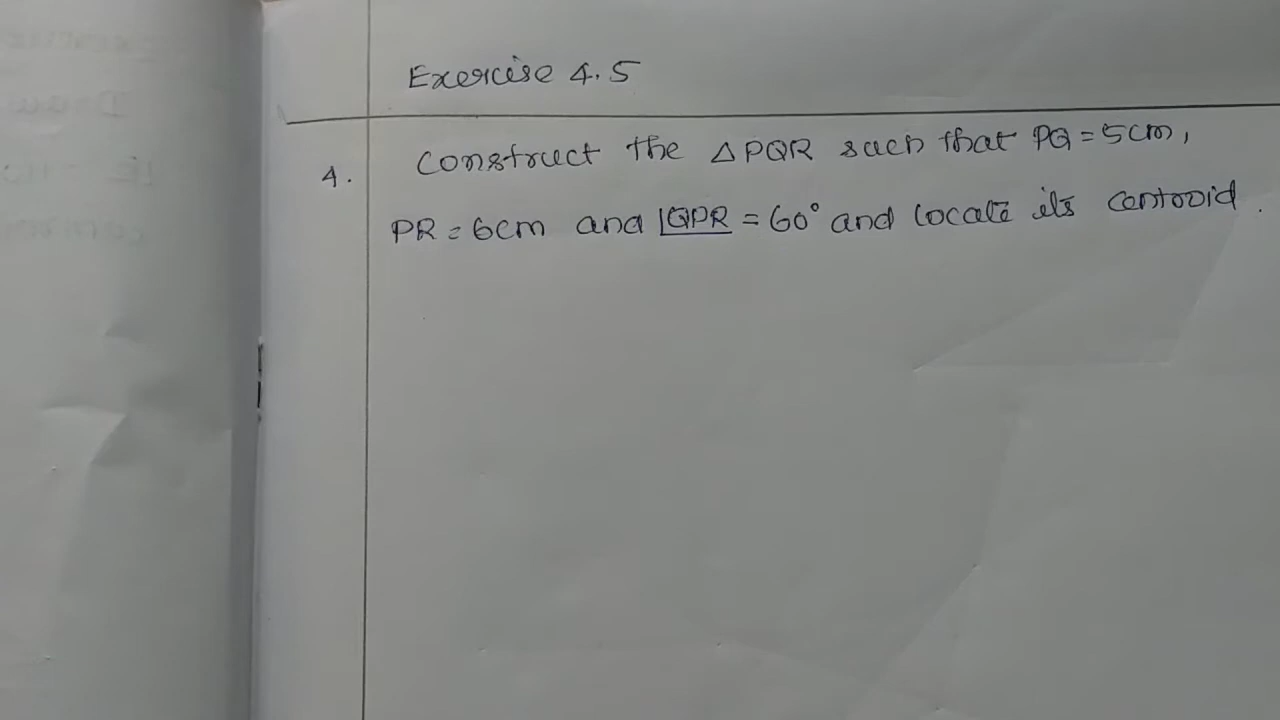 Exercise 4.5
4. Construct the △PQR such that PQ = 5cm,
PR = 6cm and ∠QPR = 60° and locate its centroid.